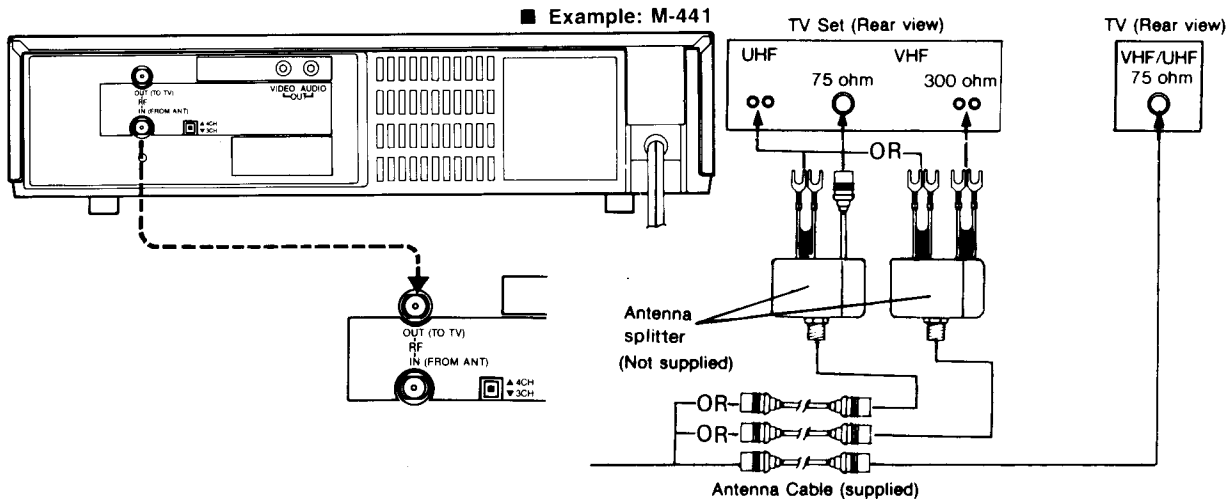 ■ Example: M-441
VIDEO AUDIO
OUT
OUT (TO TV)
RF
IN (FROM ANT)
▲ 4CH
▼ 3CH
OUT (TO TV)
RF
IN (FROM ANT)
▲ 4CH
▼ 3CH
TV Set (Rear view)
UHF
VHF
75 ohm
300 ohm
OR
TV (Rear view)
VHF/UHF
75 ohm
Antenna
splitter
(Not supplied)
OR
OR
Antenna Cable (supplied)